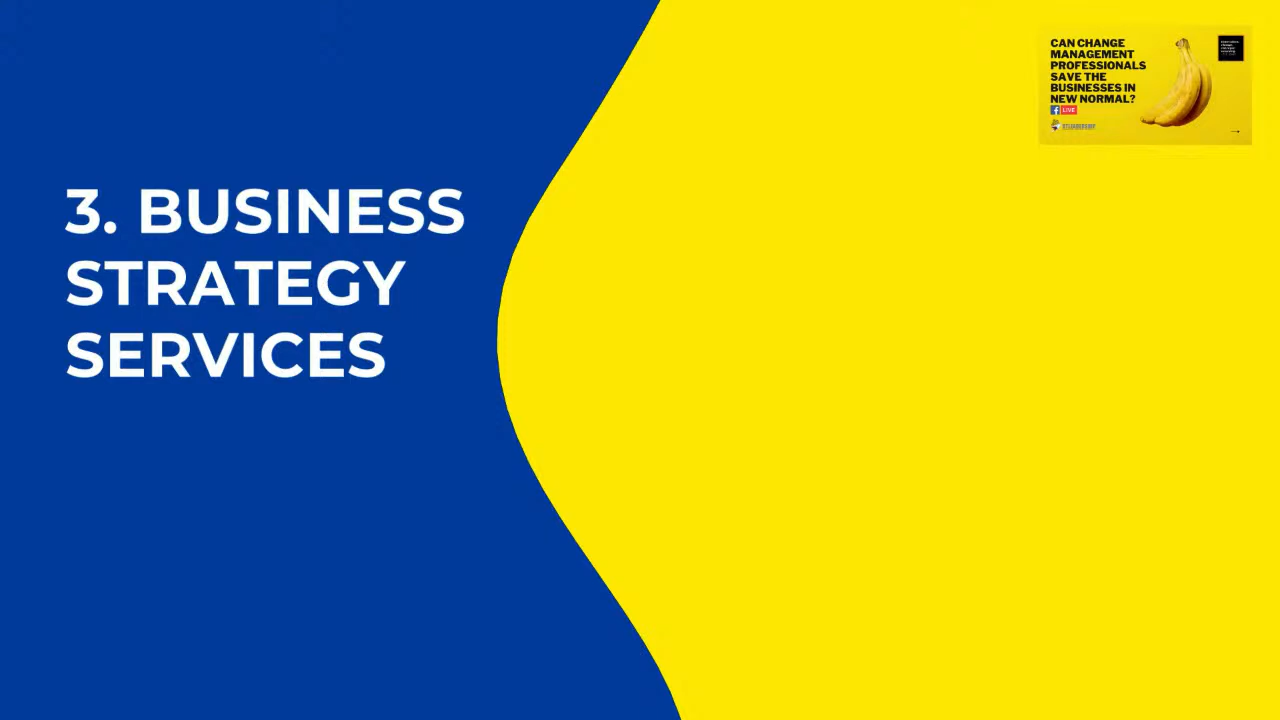 3. BUSINESS
STRATEGY
SERVICES
CAN CHANGE
MANAGEMENT
PROFESSIONALS
SAVE THE
BUSINESSES IN
NEW NORMAL?
LIVE